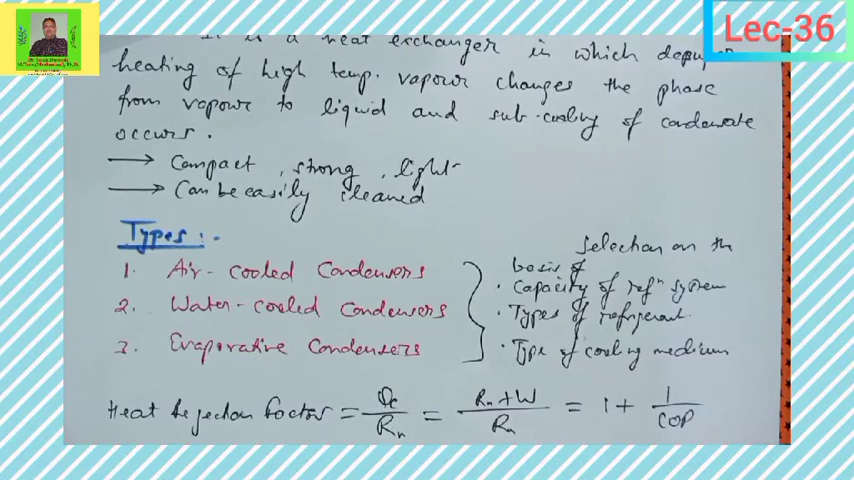 Lec-36
It is a heat exchanger in which desuper
heating of high temp. vapour changes the phase
from vapour to liquid and sub-cooling of condensate
occurs.
→ Compact, strong, light
→ Can be easily cleaned
Types:-
1. Air-cooled Condensers
2. Water-cooled Condensers
3. Evaporative Condensers
Selection on the
basis of
· Capacity of refⁿ system
· Types of refrigerant.
· Type of cooling medium
Heat Rejection Factor = Qc/Rn = Rn+W/Rn = 1 + 1/COP